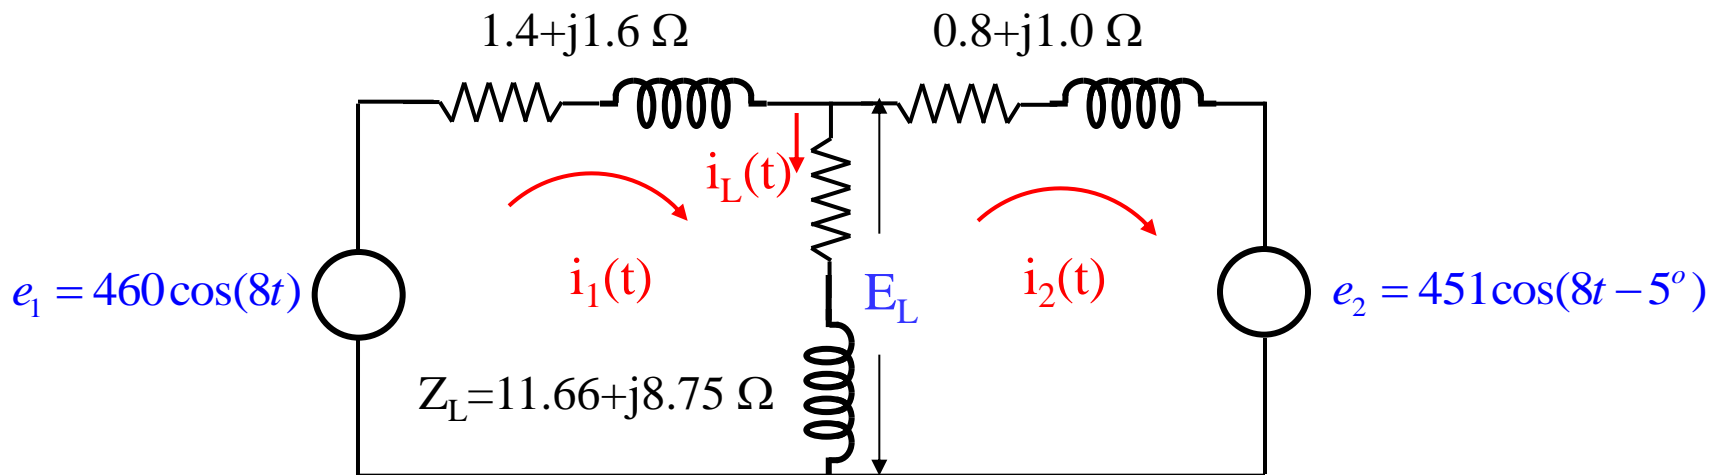 1.4+j1.6 Ω
0.8+j1.0 Ω
i_L(t)
e_1 = 460cos(8t)
i_1(t)
E_L
i_2(t)
e_2 = 451cos(8t − 5^o)
Z_L=11.66+j8.75 Ω